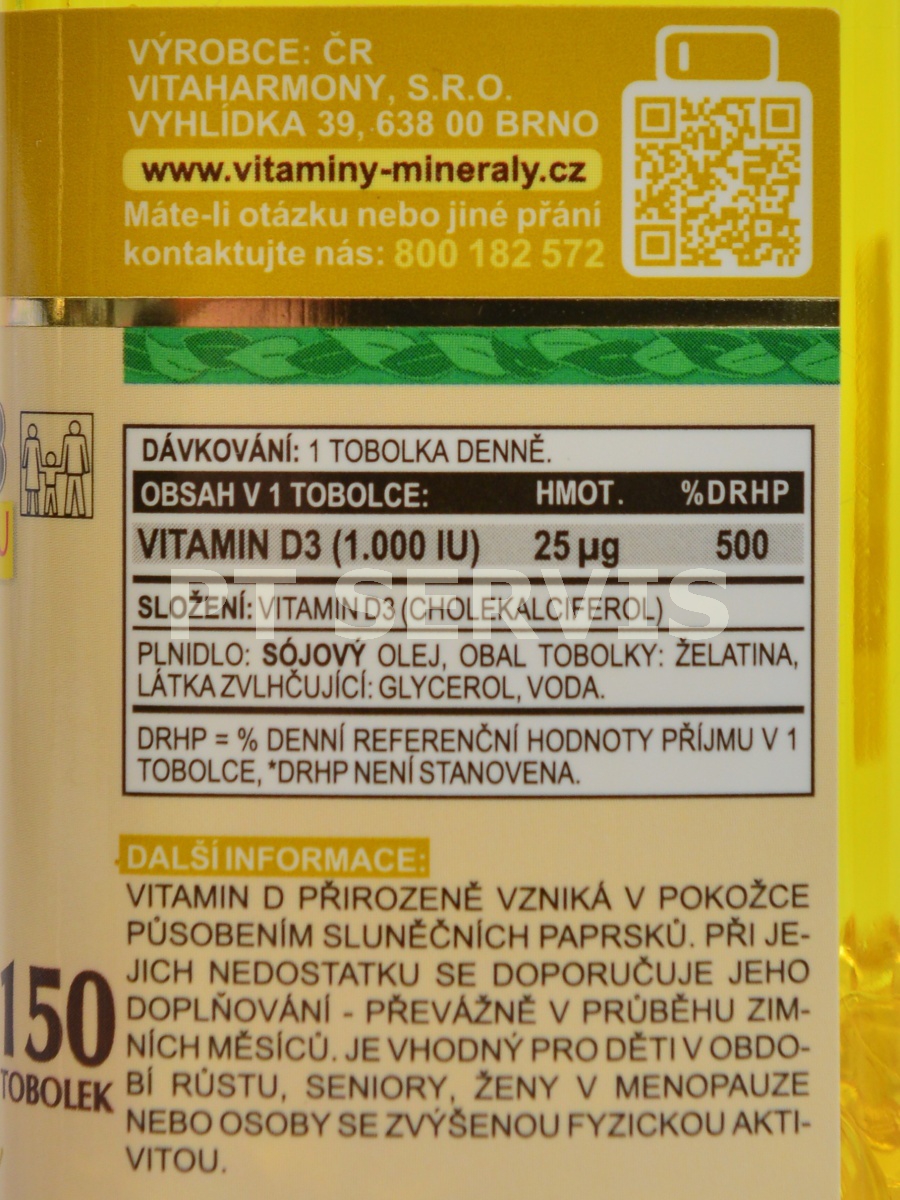 VÝROBCE: ČR
VITAHARMONY, S.R.O.
VYHLÍDKA 39, 638 00 BRNO
www.vitaminy-mineraly.cz
Máte-li otázku nebo jiné přání
kontaktujte nás: 800 182 572
DÁVKOVÁNÍ: 1 TOBOLKA DENNĚ.
OBSAH V 1 TOBOLCE: HMOT. %DRHP
VITAMIN D3 (1.000 IU) 25 µg 500
PT SERVIS
SLOŽENÍ: VITAMIN D3 (CHOLEKALCIFEROL)
PLNIDLO: SÓJOVÝ OLEJ, OBAL TOBOLKY: ŽELATINA,
LÁTKA ZVLHČUJÍCÍ: GLYCEROL, VODA.
DRHP = % DENNÍ REFERENČNÍ HODNOTY PŘÍJMU V 1
TOBOLCE, *DRHP NENÍ STANOVENA.
DALŠÍ INFORMACE:
VITAMIN D PŘIROZENĚ VZNIKÁ V POKOŽCE
PŮSOBENÍM SLUNĚČNÍCH PAPRSKŮ. PŘI JE-
JICH NEDOSTATKU SE DOPORUČUJE JEHO
DOPLŇOVÁNÍ - PŘEVÁŽNĚ V PRŮBĚHU ZIM-
NÍCH MĚSÍCŮ. JE VHODNÝ PRO DĚTI V OBDO-
BÍ RŮSTU, SENIORY, ŽENY V MENOPAUZE
NEBO OSOBY SE ZVÝŠENOU FYZICKOU AKTI-
VITOU.
150
TOBOLEK